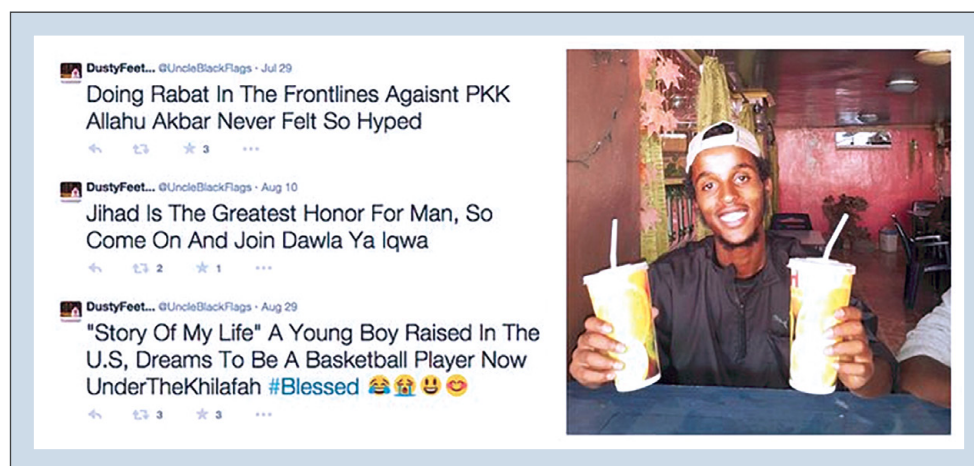 DustyFeet... @UncleBlackFlags · Jul 29
Doing Rabat In The Frontlines Agaisnt PKK
Allahu Akbar Never Felt So Hyped
3
DustyFeet... @UncleBlackFlags · Aug 10
Jihad Is The Greatest Honor For Man, So
Come On And Join Dawla Ya Iqwa
2 1
DustyFeet... @UncleBlackFlags · Aug 29
"Story Of My Life" A Young Boy Raised In The
U.S, Dreams To Be A Basketball Player Now
UnderTheKhilafah #Blessed 😂😭😃😊
3 3
H